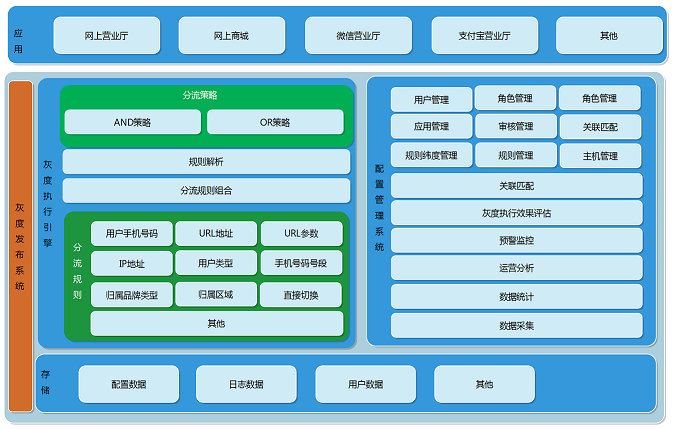 应用
网上营业厅
网上商城
微信营业厅
支付宝营业厅
其他
灰度发布系统
灰度执行引擎
分流策略
AND策略
OR策略
规则解析
分流规则组合
分流规则
用户手机号码
URL地址
URL参数
IP地址
用户类型
手机号码号段
归属品牌类型
归属区域
直接切换
其他
配置管理系统
用户管理
角色管理
角色管理
应用管理
审核管理
关联匹配
规则纬度管理
规则管理
主机管理
关联匹配
灰度执行效果评估
预警监控
运营分析
数据统计
数据采集
存储
配置数据
日志数据
用户数据
其他